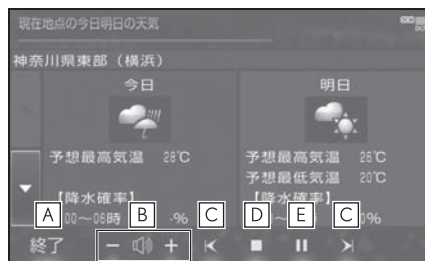 現在地点の今日明日の天気
神奈川県東部（横浜）
今日 明日
予想最高気温 28℃ 予想最高気温 26℃
予想最低気温 20℃
【降水確率】 【降水確率】
00～06時 -%
A B C D E C
終了 － ＋